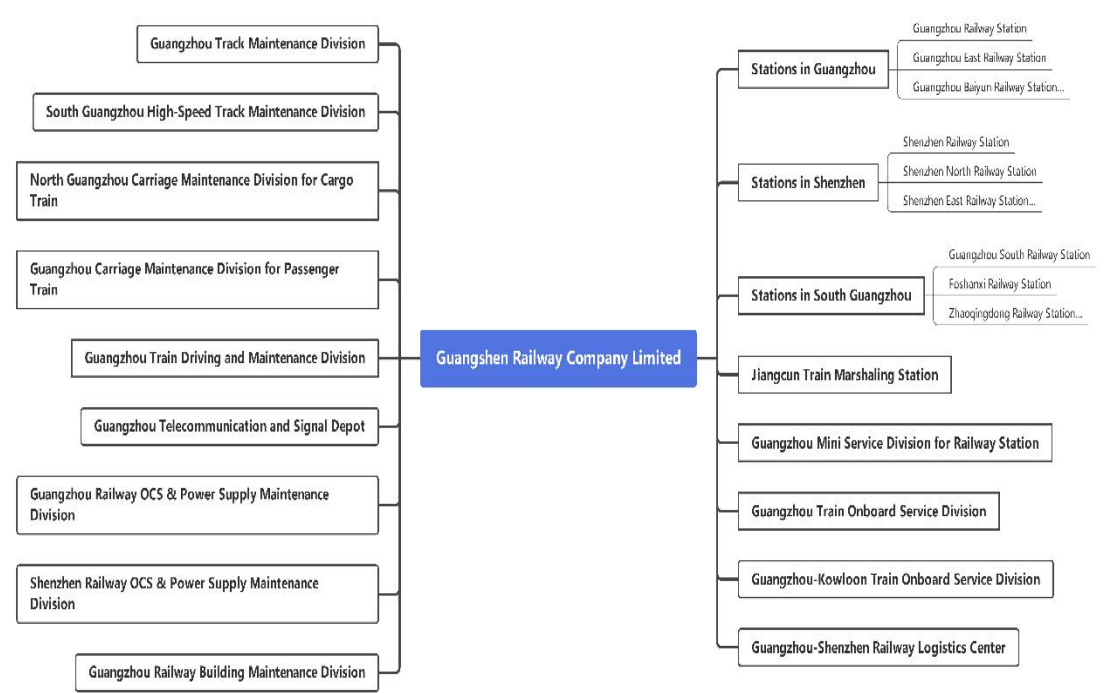 Guangzhou Track Maintenance Division
South Guangzhou High-Speed Track Maintenance Division
North Guangzhou Carriage Maintenance Division for Cargo
Train
Guangzhou Carriage Maintenance Division for Passenger
Train
Guangzhou Train Driving and Maintenance Division
Guangzhou Telecommunication and Signal Depot
Guangzhou Railway OCS & Power Supply Maintenance
Division
Shenzhen Railway OCS & Power Supply Maintenance
Division
Guangzhou Railway Building Maintenance Division
Guangshen Railway Company Limited
Stations in Guangzhou
Guangzhou Railway Station
Guangzhou East Railway Station
Guangzhou Baiyun Railway Station...
Stations in Shenzhen
Shenzhen Railway Station
Shenzhen North Railway Station
Shenzhen East Railway Station...
Stations in South Guangzhou
Guangzhou South Railway Station
Foshanxi Railway Station
Zhaoqingdong Railway Station...
Jiangcun Train Marshaling Station
Guangzhou Mini Service Division for Railway Station
Guangzhou Train Onboard Service Division
Guangzhou-Kowloon Train Onboard Service Division
Guangzhou-Shenzhen Railway Logistics Center